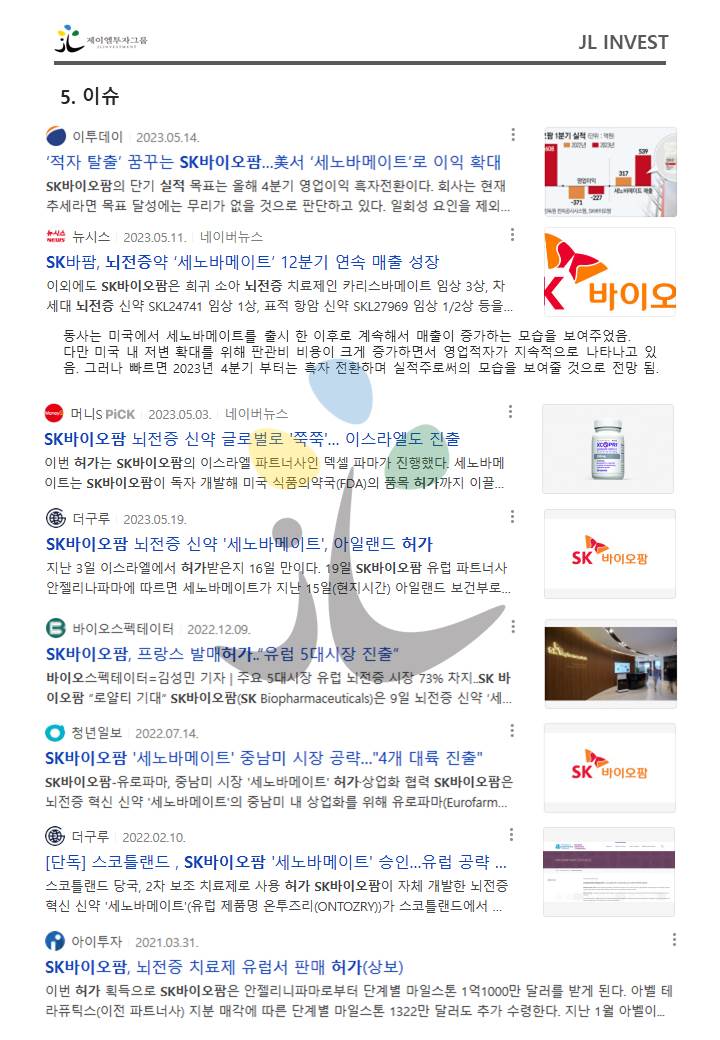 제이엘투자그룹
JL INVESTMENT
JL INVEST
5. 이슈
이투데이 2023.05.14.
‘적자 탈출’ 꿈꾸는 SK바이오팜...美서 ‘세노바메이트’로 이익 확대
SK바이오팜의 단기 실적 목표는 올해 4분기 영업이익 흑자전환이다. 회사는 현재
추세라면 목표 달성에는 무리가 없을 것으로 판단하고 있다. 일회성 요인을 제외...
오팜 1분기 실적 (단위 : 억원)
2022년 2023년
608
영업이익
-371
-227
317
539
세노바메이트 매출
뉴시스 NEWS 뉴시스 2023.05.11. 네이버뉴스
SK바팜, 뇌전증약 ‘세노바메이트’ 12분기 연속 매출 성장
이외에도 SK바이오팜은 희귀 소아 뇌전증 치료제인 카리스바메이트 임상 3상, 차
세대 뇌전증 신약 SKL24741 임상 1상, 표적 항암 신약 SKL27969 임상 1/2상 등을...
K 바이오
동사는 미국에서 세노바메이트를 출시 한 이후로 계속해서 매출이 증가하는 모습을 보여주었음.
다만 미국 내 저변 확대를 위해 판관비 비용이 크게 증가하면서 영업적자가 지속적으로 나타나고 있
음. 그러나 빠르면 2023년 4분기 부터는 흑자 전환하며 실적주로써의 모습을 보여줄 것으로 전망 됨.
MoneyS 머니S PiCK 2023.05.03. 네이버뉴스
SK바이오팜 뇌전증 신약 글로벌로 '쭉쭉'... 이스라엘도 진출
이번 허가는 SK바이오팜의 이스라엘 파트너사인 덱셀 파마가 진행했다. 세노바메
이트는 SK바이오팜이 독자 개발해 미국 식품의약국(FDA)의 품목 허가까지 이끌...
XCOPRI
더구루 2023.05.19.
SK바이오팜 뇌전증 신약 '세노바메이트', 아일랜드 허가
지난 3일 이스라엘에서 허가받은지 16일 만이다. 19일 SK바이오팜 유럽 파트너사
안젤리나파마에 따르면 세노바메이트가 지난 15일(현지시간) 아일랜드 보건부로...
SK 바이오팜
바이오스펙테이터 2022.12.09.
SK바이오팜, 프랑스 발매허가..“유럽 5대시장 진출”
바이오스펙테이터=김성민 기자 | 주요 5대시장 유럽 뇌전증 시장 73% 차지..SK 바
이오팜 “로열티 기대” SK바이오팜(SK Biopharmaceuticals)은 9일 뇌전증 신약 '세...
청년일보 2022.07.14.
SK바이오팜 '세노바메이트' 중남미 시장 공략..."4개 대륙 진출"
SK바이오팜-유로파마, 중남미 시장 '세노바메이트' 허가·상업화 협력 SK바이오팜은
뇌전증 혁신 신약 '세노바메이트'의 중남미 내 상업화를 위해 유로파마(Eurofarm...
SK 바이오팜
더구루 2022.02.10.
[단독] 스코틀랜드 , SK바이오팜 '세노바메이트' 승인...유럽 공략 ...
스코틀랜드 당국, 2차 보조 치료제로 사용 허가 SK바이오팜이 자체 개발한 뇌전증
혁신 신약 '세노바메이트'(유럽 제품명 온투즈리(ONTOZRY))가 스코틀랜드에서 ...
아이투자 2021.03.31.
SK바이오팜, 뇌전증 치료제 유럽서 판매 허가(상보)
이번 허가 획득으로 SK바이오팜은 안젤리니파마로부터 단계별 마일스톤 1억1000만 달러를 받게 된다. 아벨 테
라퓨틱스(이전 파트너사) 지분 매각에 따른 단계별 마일스톤 1322만 달러도 추가 수령한다. 지난 1월 아벨이...